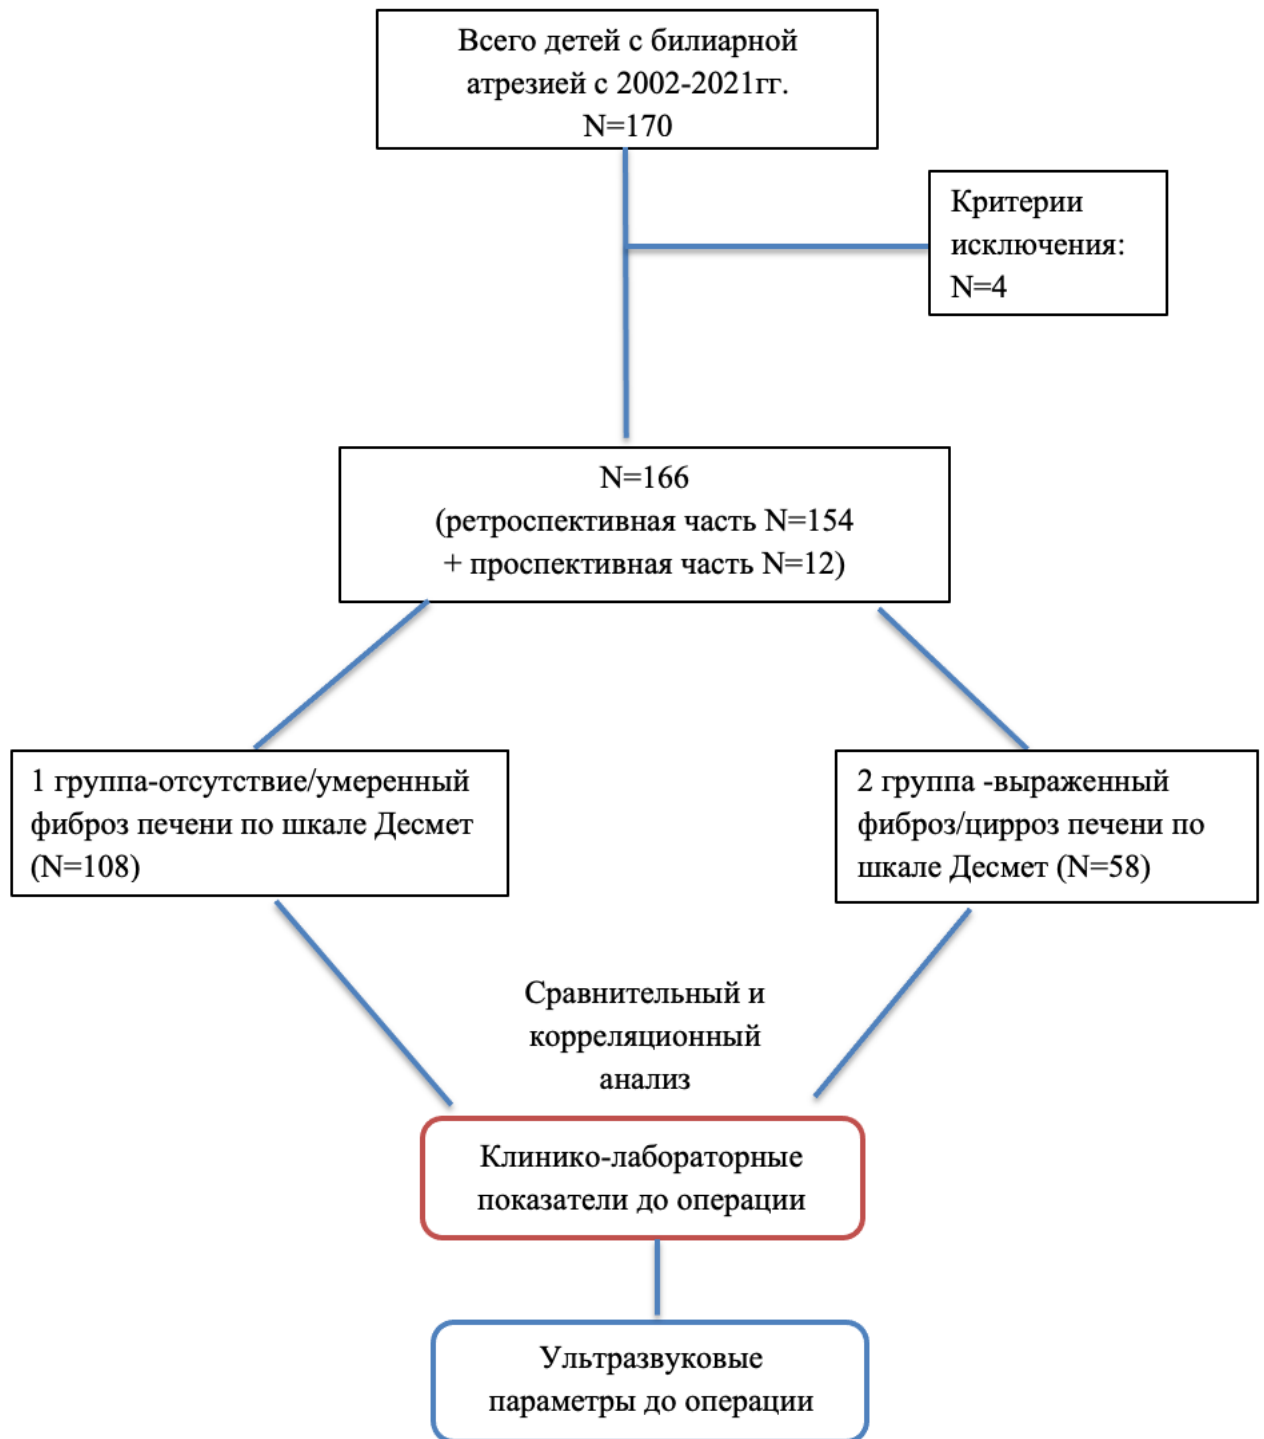 Всего детей с билиарной
атрезией с 2002-2021гг.
N=170
Критерии
исключения:
N=4
N=166
(ретроспективная часть N=154
+ проспективная часть N=12)
1 группа-отсутствие/умеренный
фиброз печени по шкале Десмет
(N=108)
2 группа -выраженный
фиброз/цирроз печени по
шкале Десмет (N=58)
Сравнительный и
корреляционный
анализ
Клинико-лабораторные
показатели до операции
Ультразвуковые
параметры до операции